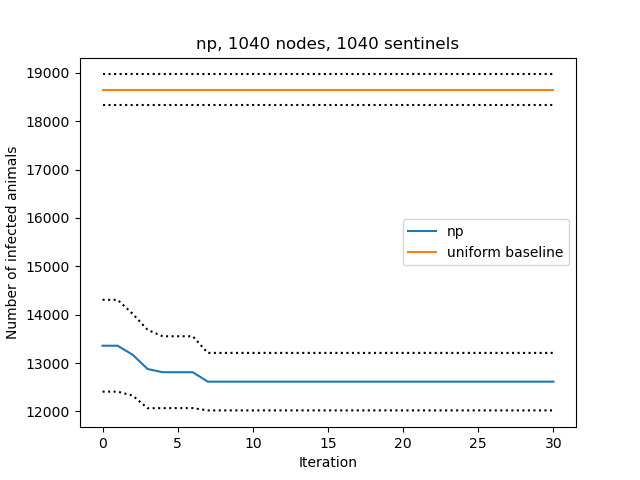 np, 1040 nodes, 1040 sentinels
Number of infected animals
19000
18000
17000
16000
15000
14000
13000
12000
np
uniform baseline
0 5 10 15 20 25 30
Iteration